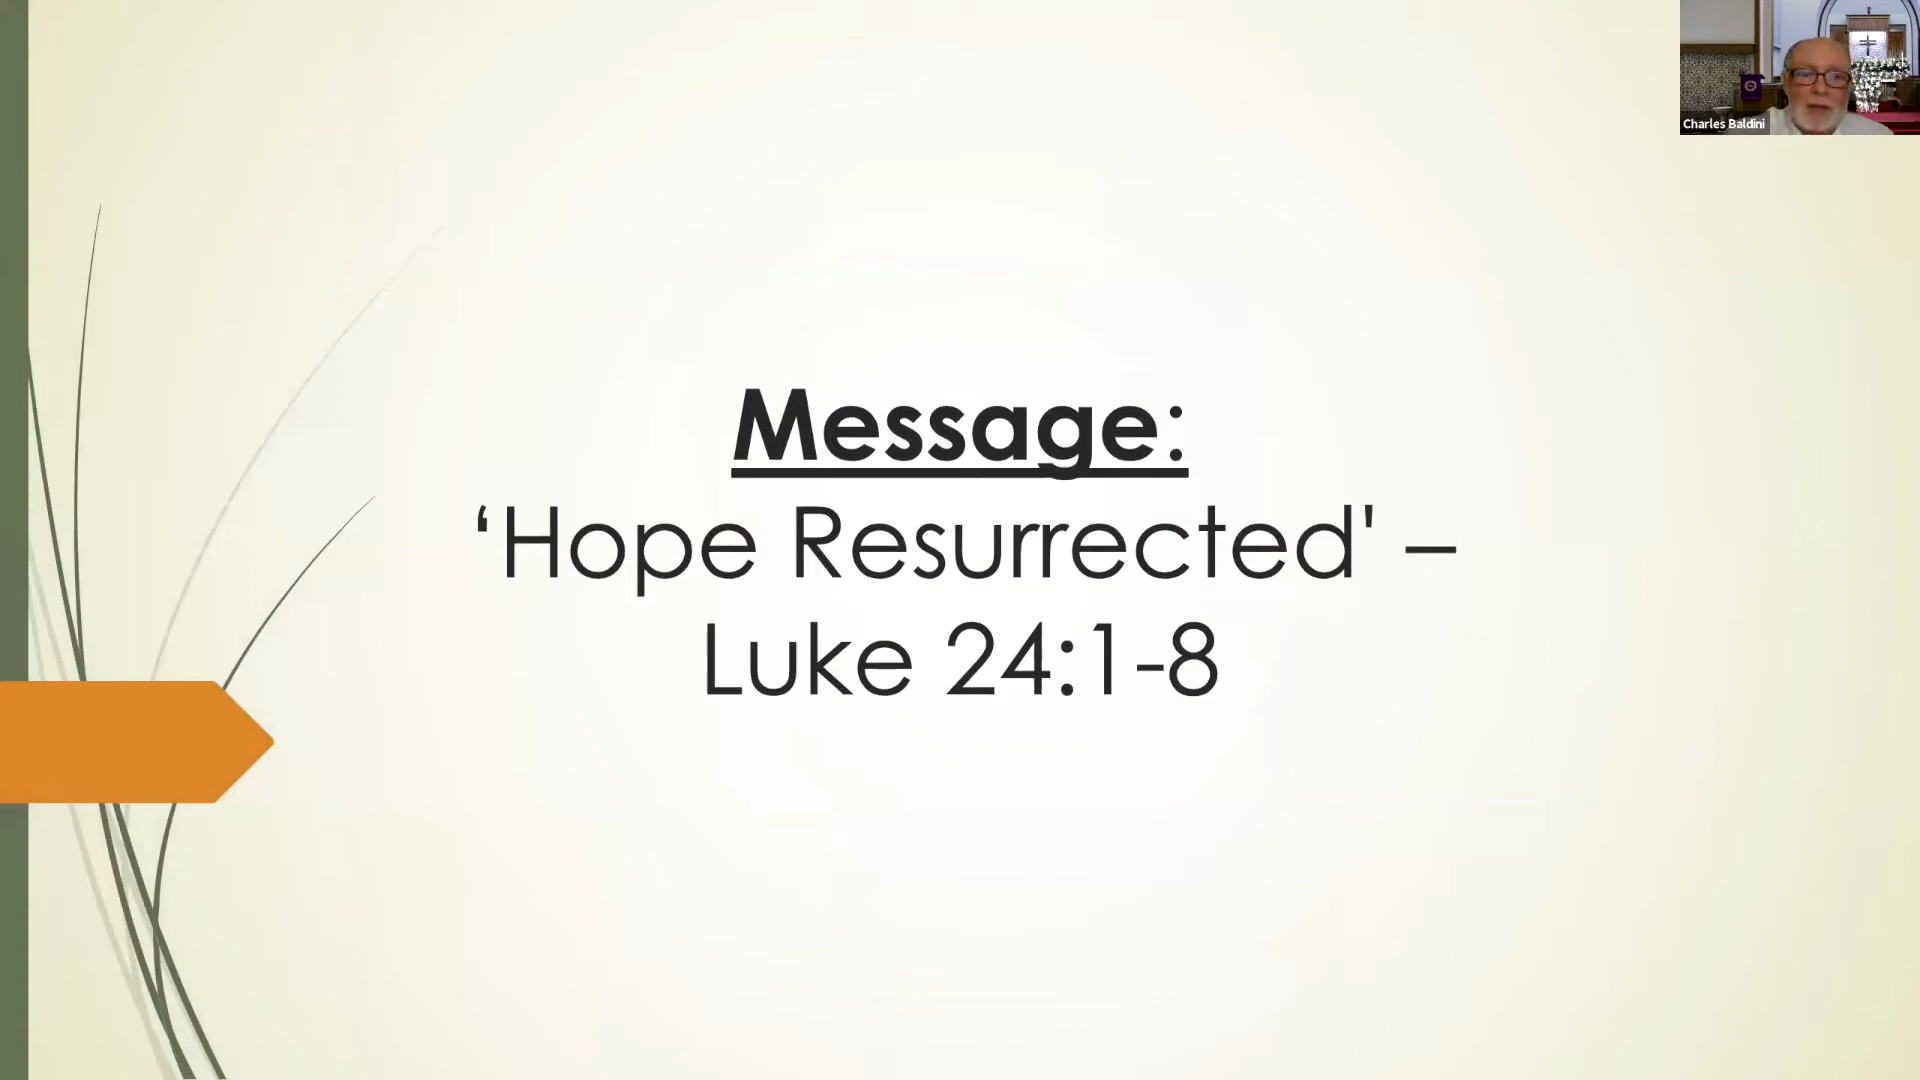 Charles Baldini
Message:
‘Hope Resurrected' –
Luke 24:1-8